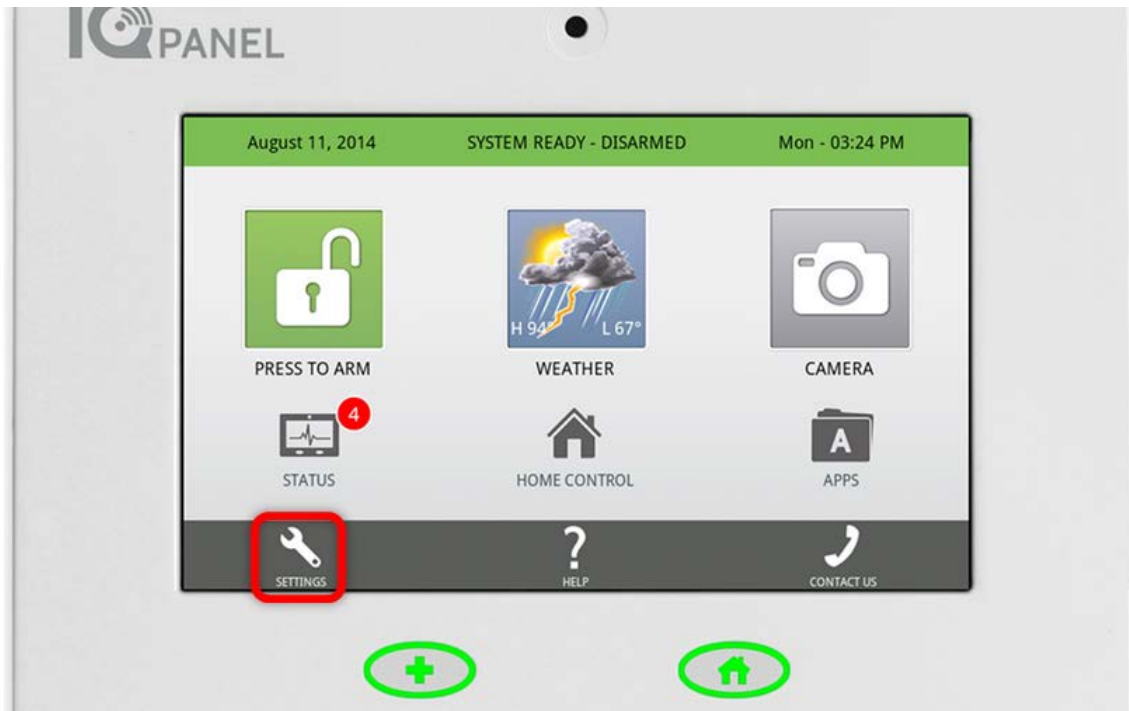 IQ PANEL
August 11, 2014 SYSTEM READY - DISARMED Mon - 03:24 PM
H 94° L 67°
PRESS TO ARM WEATHER CAMERA
4
A
STATUS HOME CONTROL APPS
?
SETTINGS HELP CONTACT US